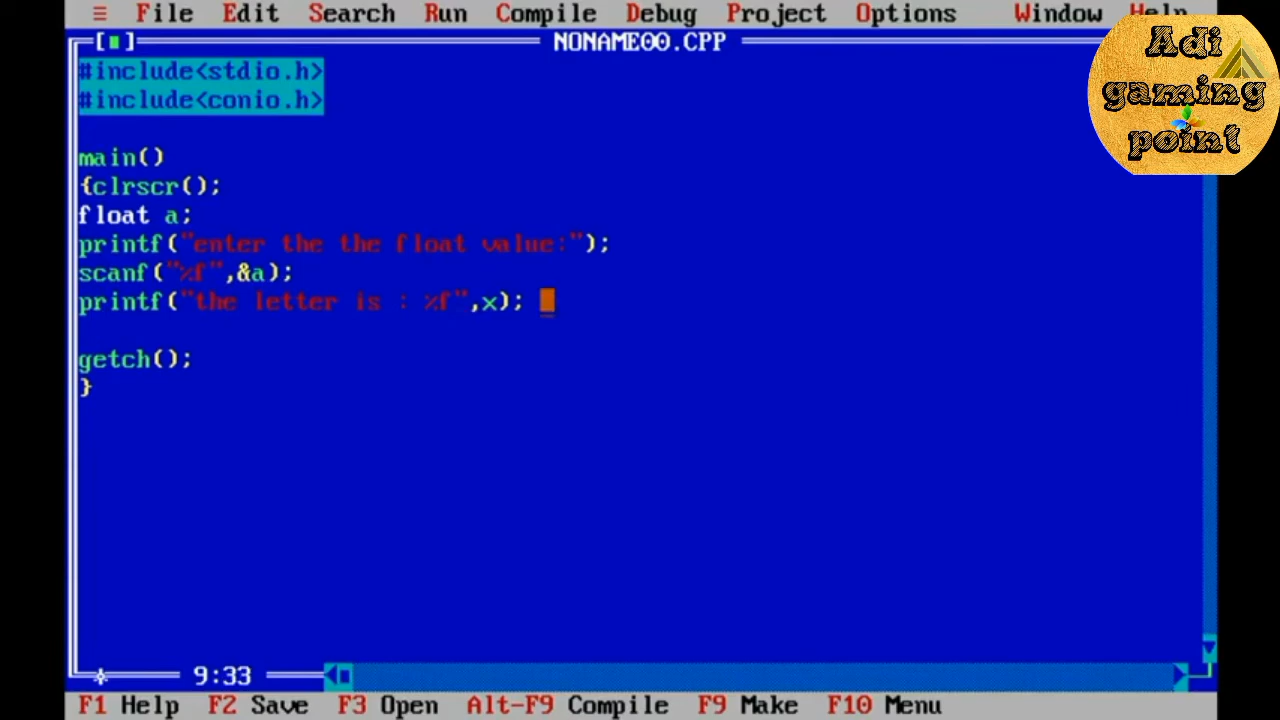 ≡ File Edit Search Run Compile Debug Project Options Window Help
[■] NONAME00.CPP
Adi
gaming
point
#include<stdio.h>
#include<conio.h>
main()
{clrscr();
float a;
printf("enter the the float value:");
scanf("%f",&a);
printf("the letter is : %f",x);
getch();
}
9:33
F1 Help F2 Save F3 Open Alt-F9 Compile F9 Make F10 Menu